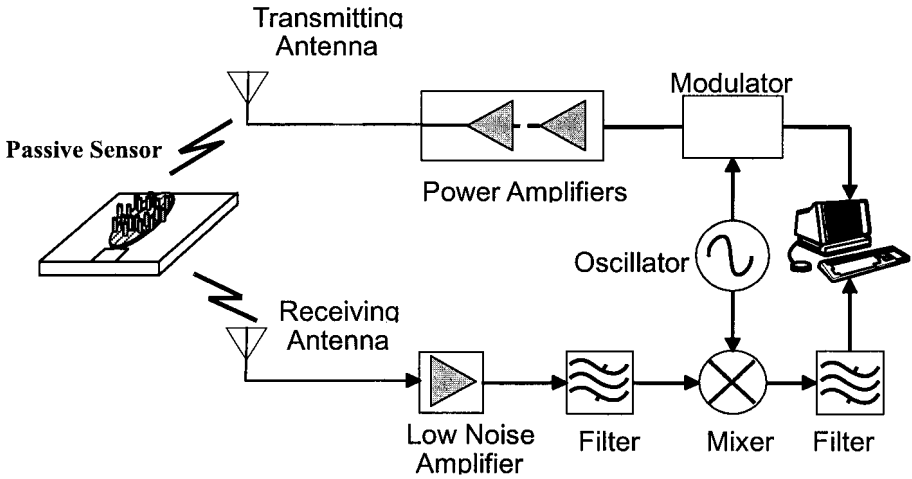 Transmitting
Antenna
Modulator
Passive Sensor
Power Amplifiers
Oscillator
Receiving
Antenna
Low Noise
Amplifier
Filter
Mixer
Filter